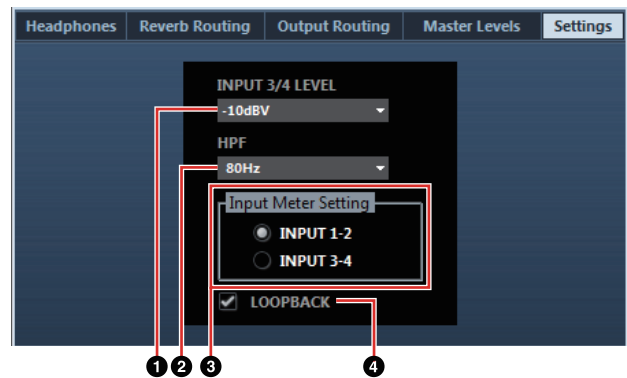 Headphones Reverb Routing Output Routing Master Levels Settings
INPUT 3/4 LEVEL
-10dBV
HPF
80Hz
Input Meter Setting
INPUT 1-2
INPUT 3-4
LOOPBACK
1 2 3 4